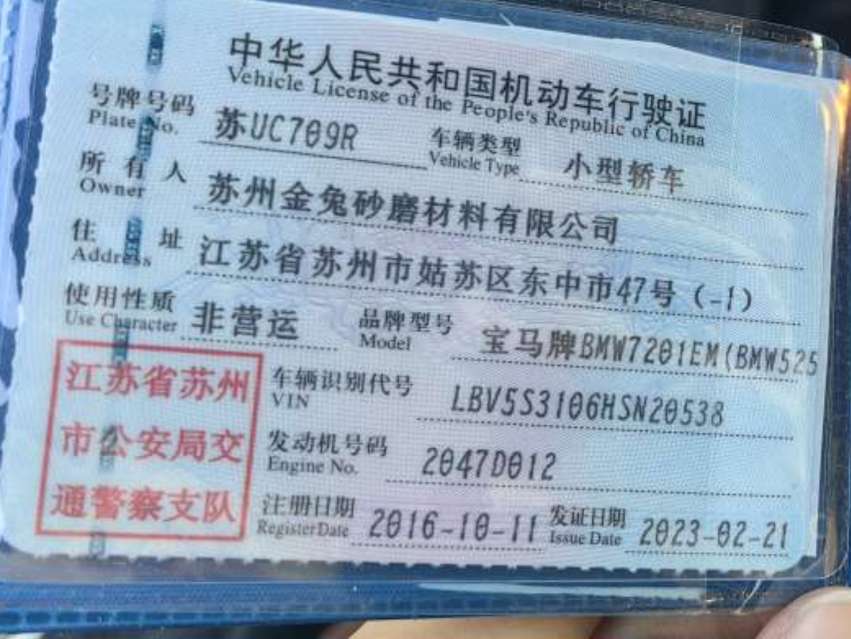 中华人民共和国机动车行驶证
Vehicle License of the People's Republic of China
号牌号码 苏UC709R 车辆类型 小型轿车
Plate No. Vehicle Type
所有人 苏州金兔砂磨材料有限公司
Owner
住址 江苏省苏州市姑苏区东中市47号(-1)
Address
使用性质 非营运 品牌型号 宝马牌BMW7201EM(BMW525
Use Character Model
江苏省苏州 车辆识别代号 LBV5S3106HSN20538
VIN
市公安局交 发动机号码 2047D012
Engine No.
通警察支队 注册日期 2016-10-11 发证日期 2023-02-21
Register Date Issue Date